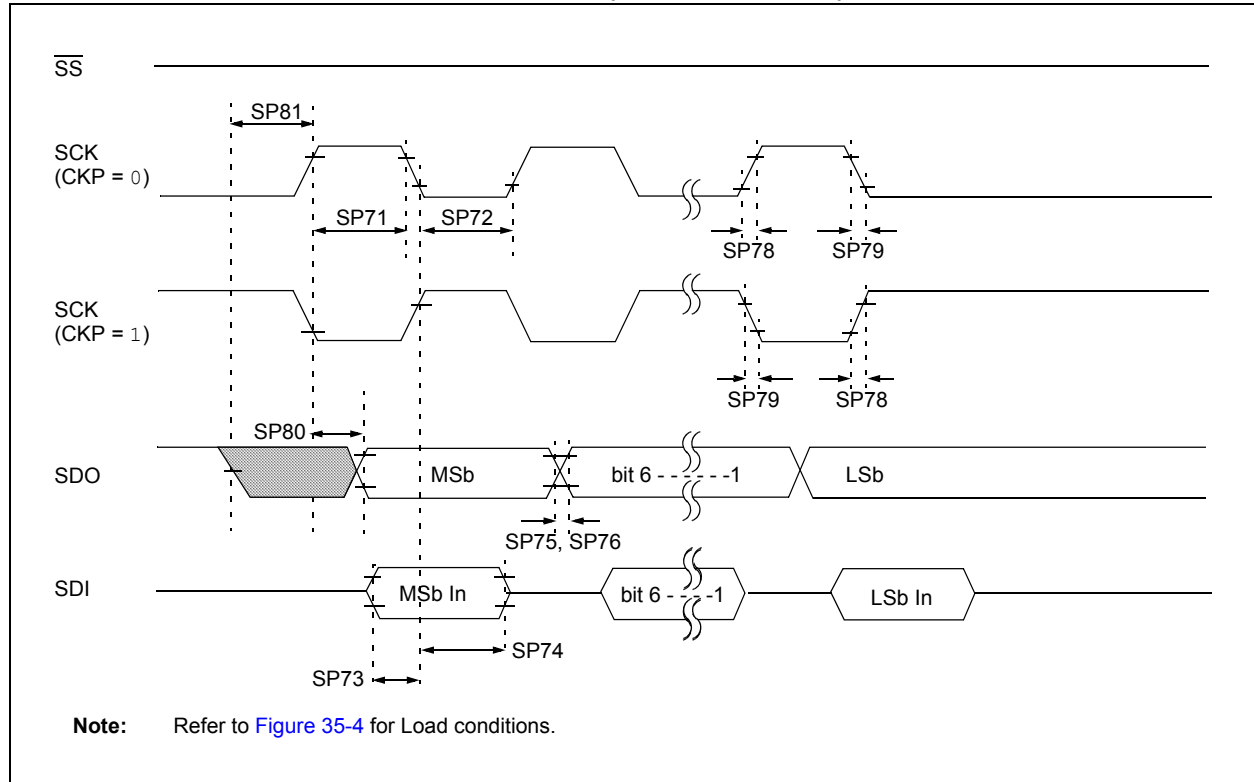 SS
SP81
SCK
(CKP = 0)
SP71
SP72
SP78
SP79
SCK
(CKP = 1)
SP79
SP78
SP80
SDO
MSb
bit 6 - - - - - -1
LSb
SP75, SP76
SDI
MSb In
bit 6 - - - -1
LSb In
SP74
SP73
Note: Refer to Figure 35-4 for Load conditions.